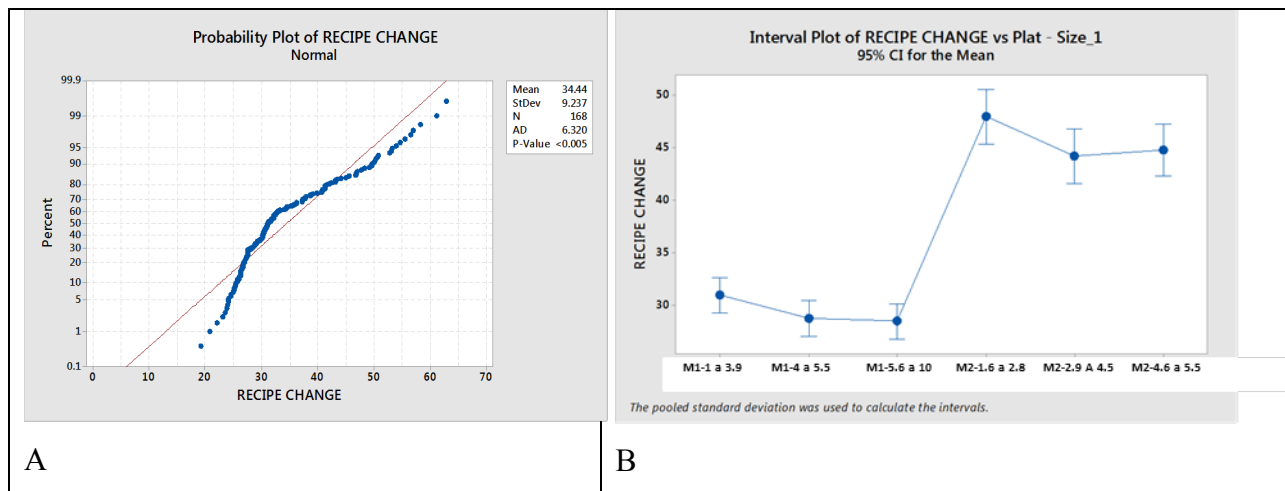 Probability Plot of RECIPE CHANGE
Normal
99.9
99
95
90
80
70
60
50
40
30
20
10
5
1
0.1
Percent
0 10 20 30 40 50 60 70
RECIPE CHANGE
Mean 34.44
StDev 9.237
N 168
AD 6.320
P-Value <0.005
A
Interval Plot of RECIPE CHANGE vs Plat - Size_1
95% CI for the Mean
50
45
40
35
30
RECIPE CHANGE
M1-1 a 3.9 M1-4 a 5.5 M1-5.6 a 10 M2-1.6 a 2.8 M2-2.9 A 4.5 M2-4.6 a 5.5
The pooled standard deviation was used to calculate the intervals.
B